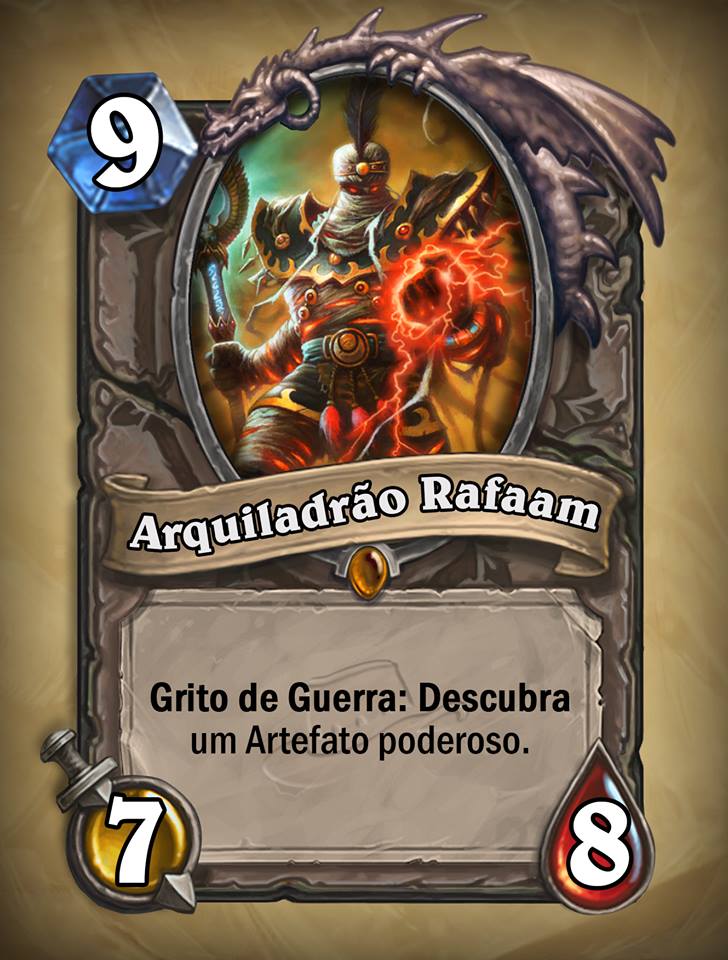 9
Arquiladrão Rafaam
Grito de Guerra: Descubra
um Artefato poderoso.
7
8